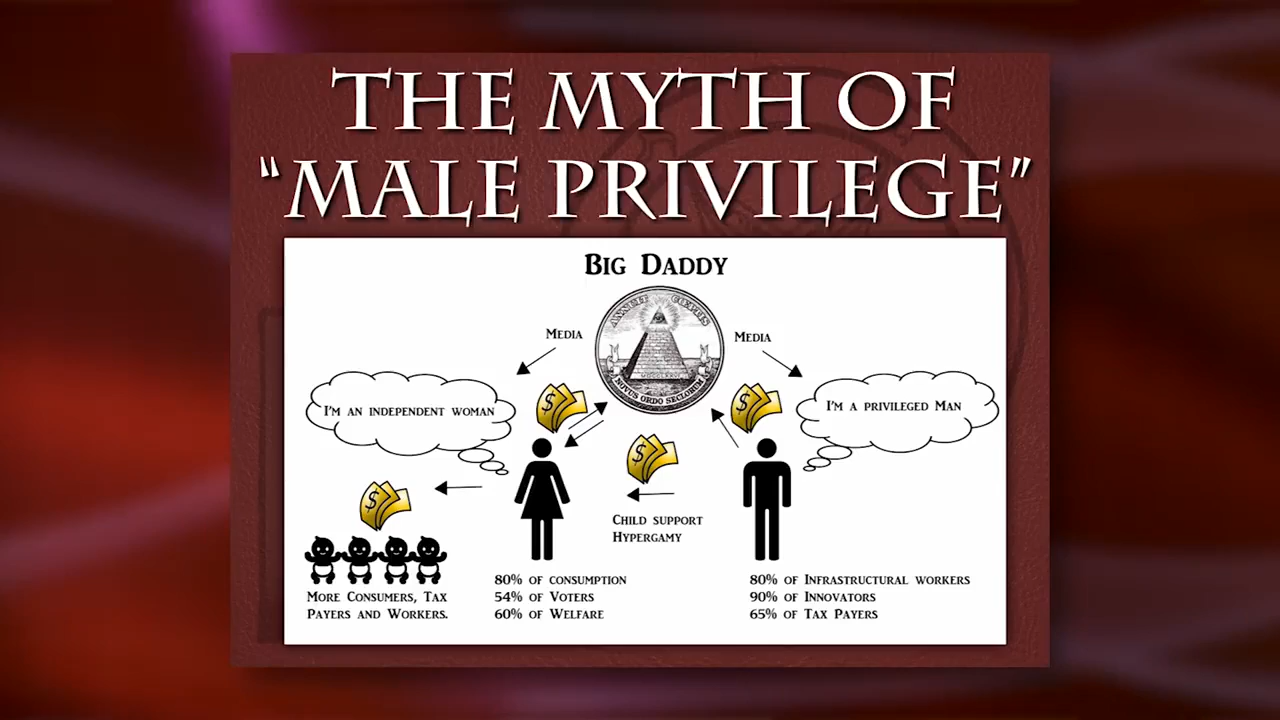 THE MYTH OF
“MALE PRIVILEGE”
BIG DADDY
MEDIA
MEDIA
ANNUIT CŒPTIS
MDCCLXXVI
NOVUS ORDO SECLORUM
I'M AN INDEPENDENT WOMAN
I'M A PRIVILEGED MAN
$
$
$
$
CHILD SUPPORT
HYPERGAMY
MORE CONSUMERS, TAX
PAYERS AND WORKERS.
80% OF CONSUMPTION
54% OF VOTERS
60% OF WELFARE
80% OF INFRASTRUCTURAL WORKERS
90% OF INNOVATORS
65% OF TAX PAYERS